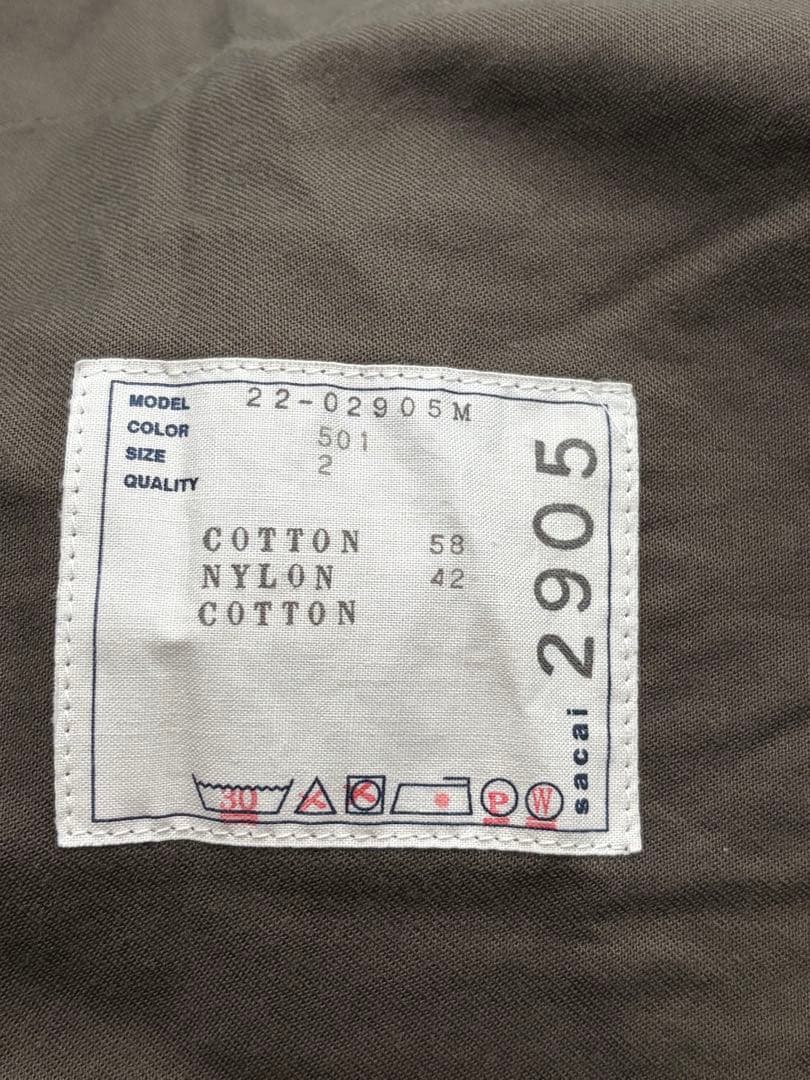 MODEL 22-02905M
COLOR 501
SIZE 2
QUALITY
COTTON 58
NYLON 42
COTTON
30
P
W
sacai 2905